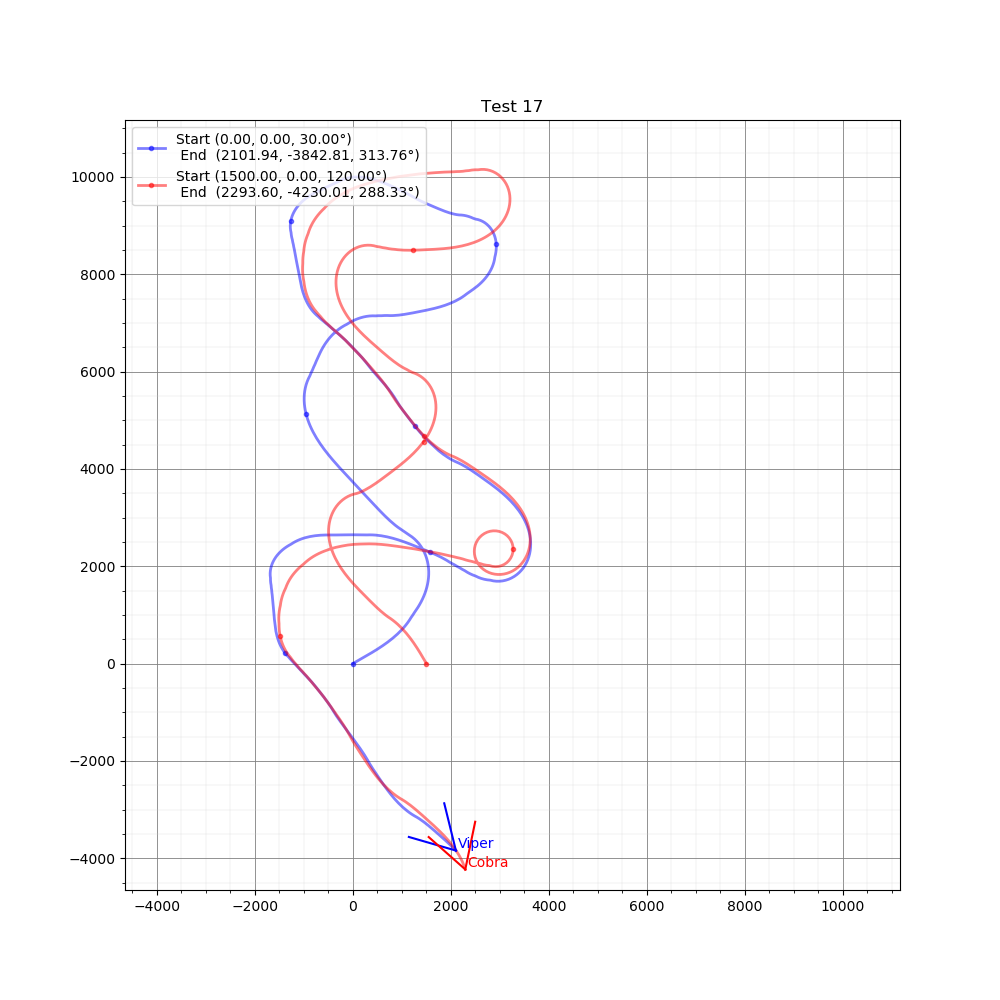 Test 17
Start (0.00, 0.00, 30.00°)
End (2101.94, -3842.81, 313.76°)
Start (1500.00, 0.00, 120.00°)
End (2293.60, -4230.01, 288.33°)
10000
8000
6000
4000
2000
0
−2000
−4000
Viper
Cobra
−4000 −2000 0 2000 4000 6000 8000 10000